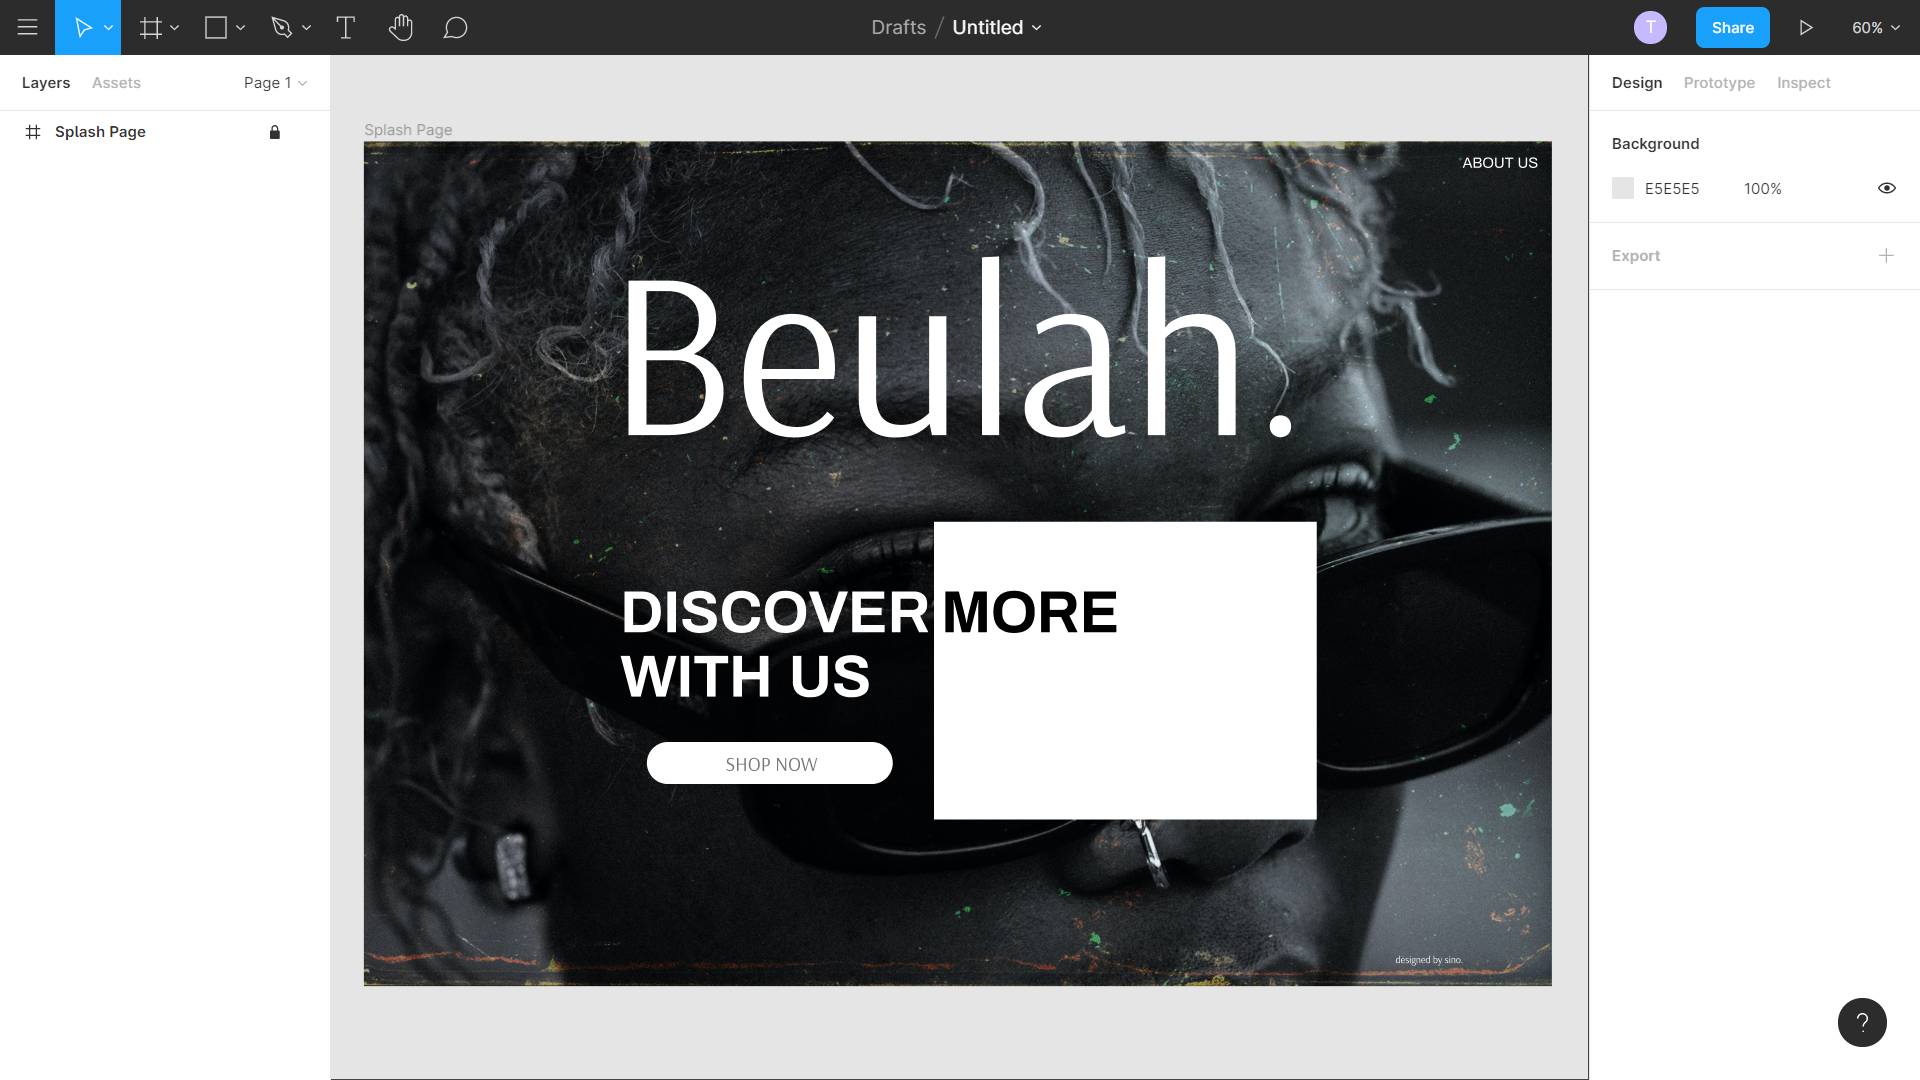 Drafts / Untitled
T
Share
60%
Layers
Assets
Page 1
Design
Prototype
Inspect
Splash Page
Splash Page
Background
E5E5E5
100%
Export
ABOUT US
Beulah.
DISCOVER MORE
WITH US
SHOP NOW
designed by sino.
?